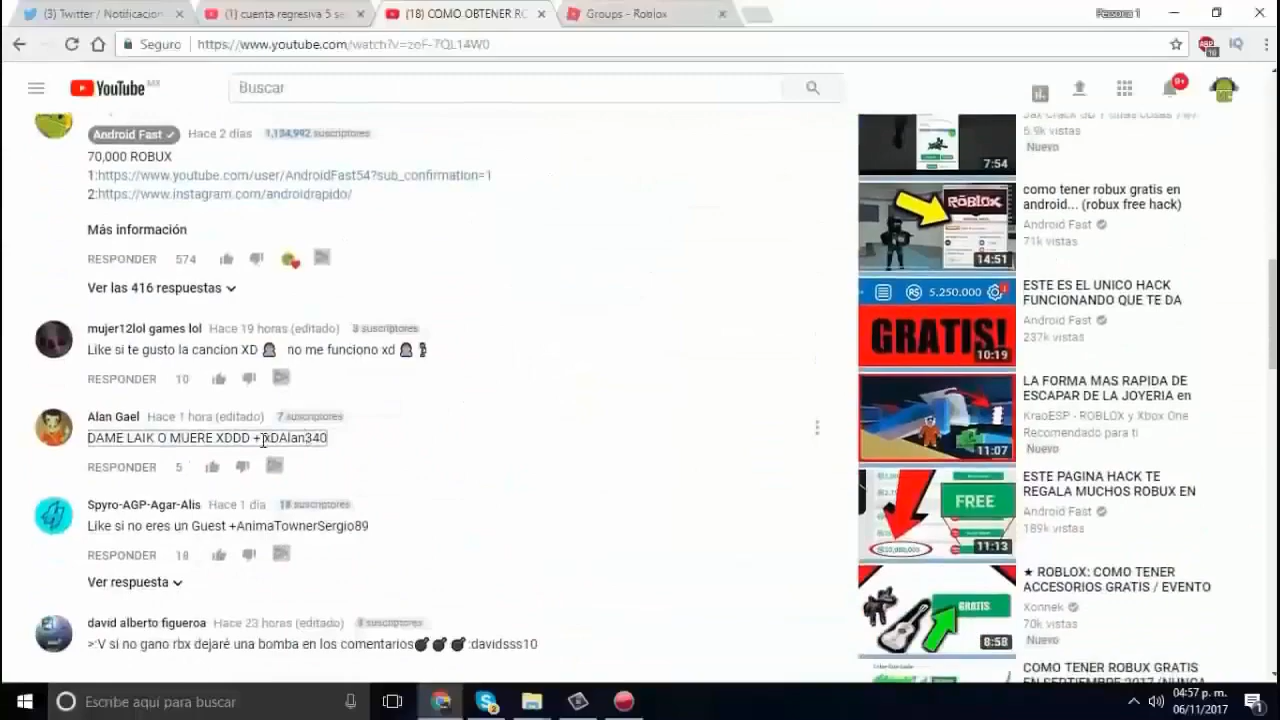 (3) Twitter / Notificacion
(1) cuenta regresiva 5 se
(18) COMO OBTENER RO
Groups - Roblox
Persona 1
Seguro
https://www.youtube.com/watch?v=zoF-7QL14W0
ABP
10
IQ
YouTube MX
Buscar
9+
Android Fast Hace 2 días 1,134,992 suscriptores
70,000 ROBUX
1:https://www.youtube.com/user/AndroidFast54?sub_confirmation=1
2:https://www.instagram.com/androidrapido/
Más información
RESPONDER 574
Ver las 416 respuestas
mujer12lol games lol Hace 19 horas (editado) 3 suscriptores
Like si te gusto la cancion XD no me funciono xd
RESPONDER 10
Alan Gael Hace 1 hora (editado) 7 suscriptores
DAME LAIK O MUERE XDDD +xDAlan340
RESPONDER 5
Spyro-AGP-Agar-Alis Hace 1 día 18 suscriptores
Like si no eres un Guest +AnimaTownerSergio89
RESPONDER 18
Ver respuesta
david alberto figueroa Hace 23 horas (editado) 8 suscriptores
>:V si no gano rbx dejaré una bomba en los comentarios :davidsss10
7:54
6.9k vistas
Nuevo
ROBLOX
14:51
como tener robux gratis en
android... (robux free hack)
Android Fast
71k vistas
R$ 5.250.000
GRATIS!
10:19
ESTE ES EL UNICO HACK
FUNCIONANDO QUE TE DA
Android Fast
237k vistas
11:07
LA FORMA MAS RAPIDA DE
ESCAPAR DE LA JOYERIA en
KraoESP - ROBLOX y Xbox One
Recomendado para ti
Nuevo
FREE
11:13
ESTE PAGINA HACK TE
REGALA MUCHOS ROBUX EN
Android Fast
189k vistas
GRATIS
8:58
★ ROBLOX: COMO TENER
ACCESORIOS GRATIS / EVENTO
Xonnek
70k vistas
Nuevo
COMO TENER ROBUX GRATIS
EN SEPTIEMBRE 2017 (NUNCA
Escribe aquí para buscar
04:57 p. m.
06/11/2017
1